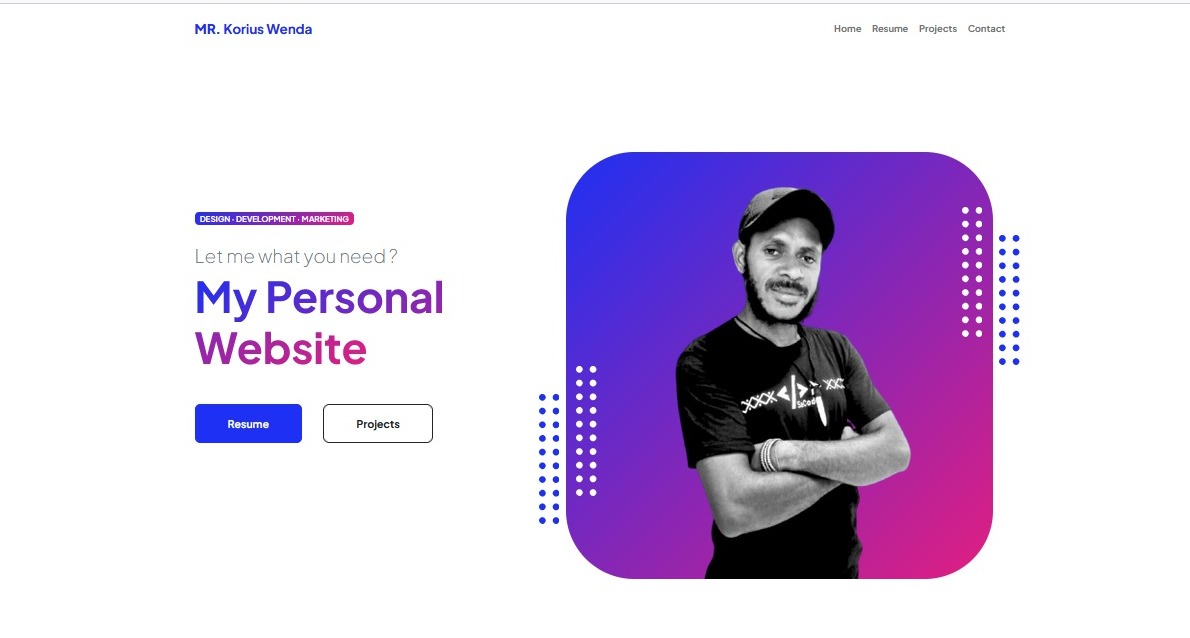 MR. Korius Wenda
Home Resume Projects Contact
DESIGN · DEVELOPMENT · MARKETING
Let me what you need ?
My Personal
Website
Resume Projects